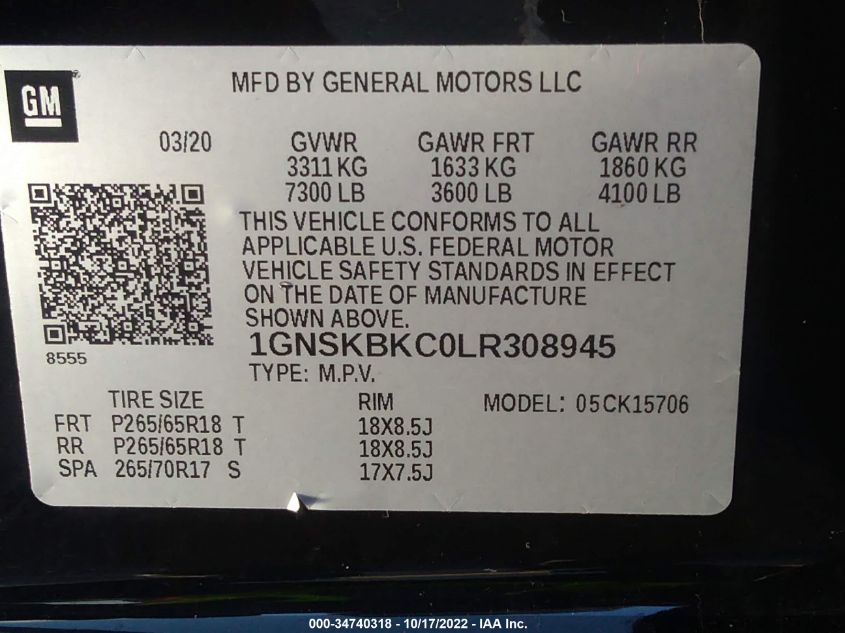 GM
MFD BY GENERAL MOTORS LLC
03/20 GVWR GAWR FRT GAWR RR
3311 KG 1633 KG 1860 KG
7300 LB 3600 LB 4100 LB
THIS VEHICLE CONFORMS TO ALL
APPLICABLE U.S. FEDERAL MOTOR
VEHICLE SAFETY STANDARDS IN EFFECT
ON THE DATE OF MANUFACTURE
SHOWN ABOVE.
8555 1GNSKBKC0LR308945
TYPE: M.P.V.
TIRE SIZE RIM MODEL: 05CK15706
FRT P265/65R18 T 18X8.5J
RR P265/65R18 T 18X8.5J
SPA 265/70R17 S 17X7.5J
000-34740318 - 10/17/2022 - IAA Inc.